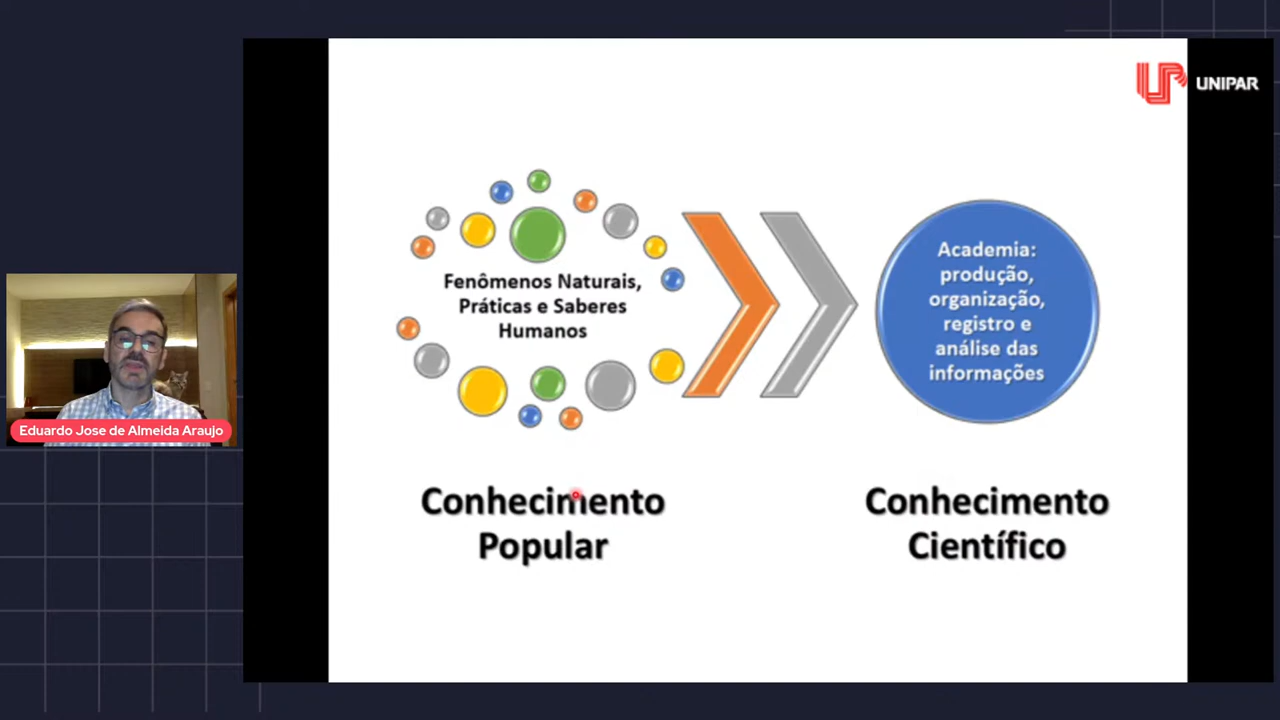 UNIPAR
Fenômenos Naturais,
Práticas e Saberes
Humanos
Academia:
produção,
organização,
registro e
análise das
informações
Eduardo Jose de Almeida Araujo
Conhecimento
Popular
Conhecimento
Científico